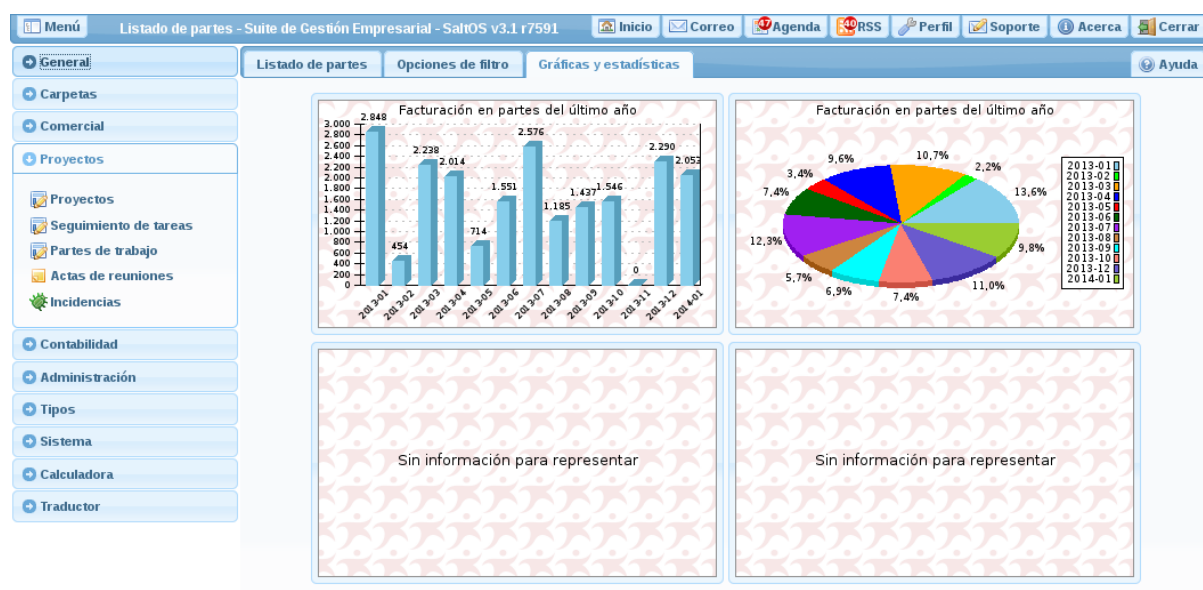 Menú
Listado de partes - Suite de Gestión Empresarial - SaltOS v3.1 r7591
Inicio
Correo
47
Agenda
40
RSS
Perfil
Soporte
Acerca
Cerrar
General
Carpetas
Comercial
Proyectos
Proyectos
Seguimiento de tareas
Partes de trabajo
Actas de reuniones
Incidencias
Contabilidad
Administración
Tipos
Sistema
Calculadora
Traductor
Listado de partes
Opciones de filtro
Gráficas y estadísticas
Ayuda
Facturación en partes del último año
3.000
2.800
2.600
2.400
2.200
2.000
1.800
1.600
1.400
1.200
1.000
800
600
400
200
0
2.848
454
2.238
2.014
714
1.551
2.576
1.185
1.437
1.546
0
2.290
2.052
2013-01
2013-02
2013-03
2013-04
2013-05
2013-06
2013-07
2013-08
2013-09
2013-10
2013-11
2013-12
2014-01
Facturación en partes del último año
9,6%
10,7%
2,2%
3,4%
13,6%
7,4%
12,3%
9,8%
5,7%
6,9%
7,4%
11,0%
2013-01
2013-02
2013-03
2013-04
2013-05
2013-06
2013-07
2013-08
2013-09
2013-10
2013-12
2014-01
Sin información para representar
Sin información para representar